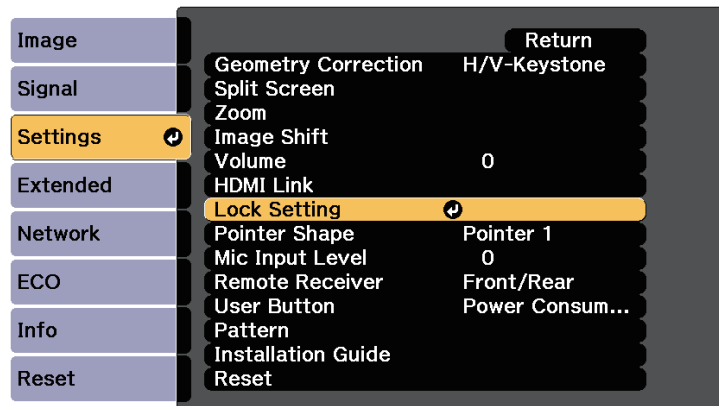 Image
Signal
Settings
Extended
Network
ECO
Info
Reset
Return
Geometry Correction H/V-Keystone
Split Screen
Zoom
Image Shift
Volume 0
HDMI Link
Lock Setting
Pointer Shape Pointer 1
Mic Input Level 0
Remote Receiver Front/Rear
User Button Power Consum...
Pattern
Installation Guide
Reset